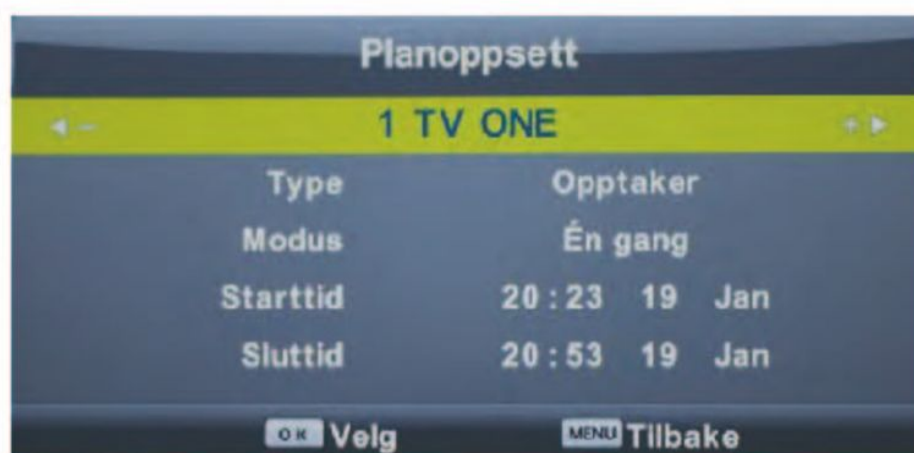 Planoppsett
1 TV ONE
Type Opptaker
Modus Én gang
Starttid 20:23 19 Jan
Sluttid 20:53 19 Jan
OK Velg MENU Tilbake